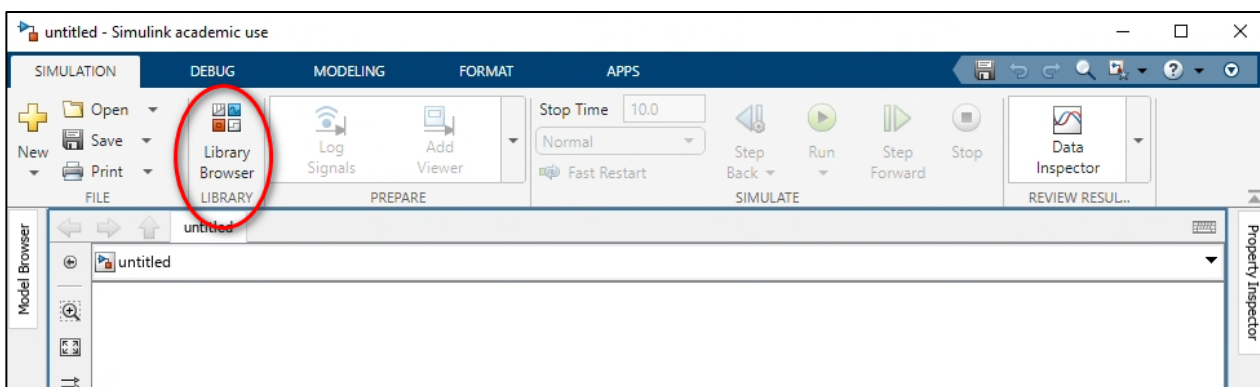 untitled - Simulink academic use
SIMULATION DEBUG MODELING FORMAT APPS
New
Open
Save
Print
FILE
Library
Browser
LIBRARY
Log
Signals
Add
Viewer
PREPARE
Stop Time 10.0
Normal
Fast Restart
Step
Back
Run
Step
Forward
Stop
SIMULATE
Data
Inspector
REVIEW RESUL...
Model Browser
untitled
untitled
Property Inspector